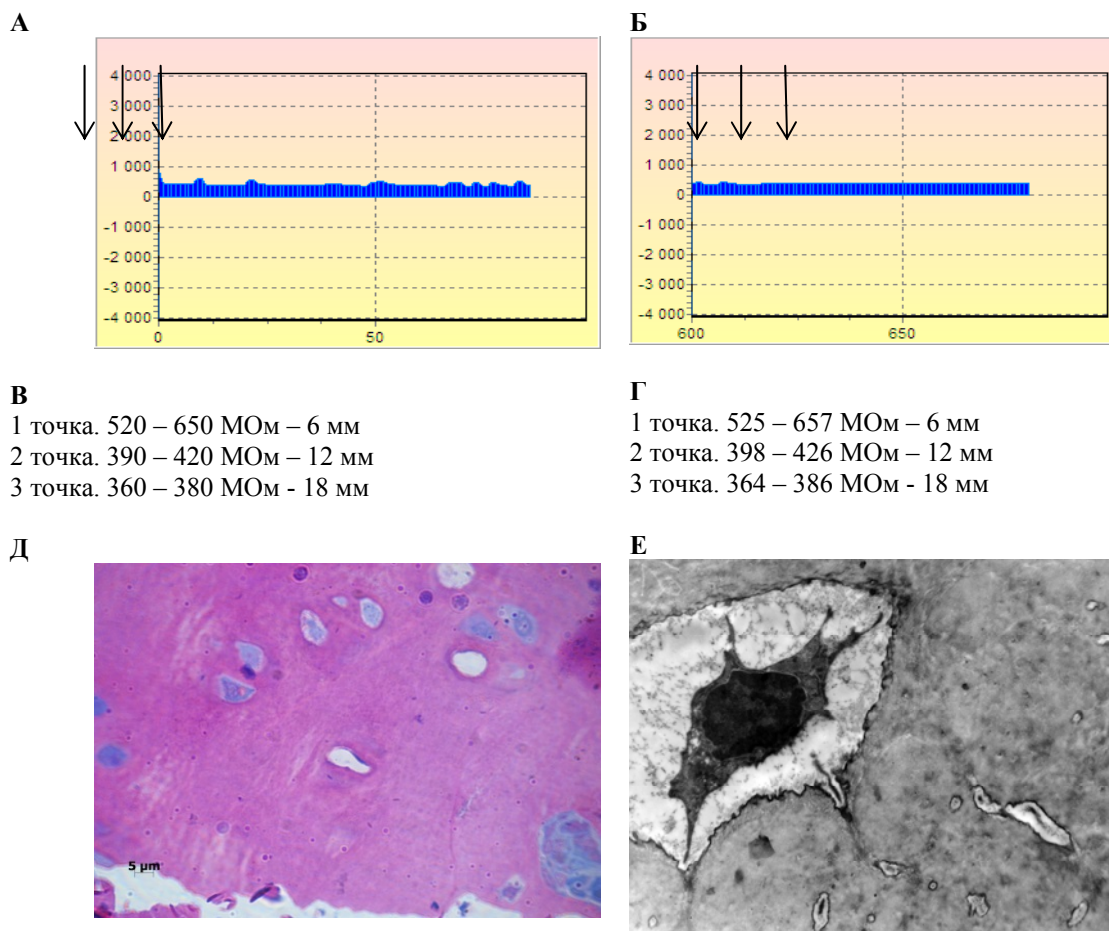 А
Б
4 000
3 000
2 000
1 000
0
-1 000
-2 000
-3 000
-4 000
0
50
4 000
3 000
2 000
1 000
0
-1 000
-2 000
-3 000
-4 000
600
650
В
1 точка. 520 – 650 МОм – 6 мм
2 точка. 390 – 420 МОм – 12 мм
3 точка. 360 – 380 МОм - 18 мм
Г
1 точка. 525 – 657 МОм – 6 мм
2 точка. 398 – 426 МОм – 12 мм
3 точка. 364 – 386 МОм - 18 мм
Д
Е
5 µm